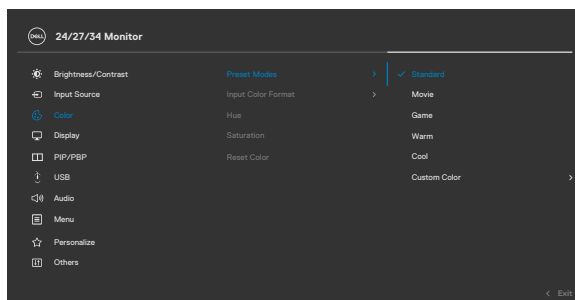 DELL 24/27/34 Monitor
Brightness/Contrast Preset Modes > ✓ Standard
Input Source Input Color Format > Movie
Color Hue Game
Display Saturation Warm
PIP/PBP Reset Color Cool
USB Custom Color >
Audio
Menu
Personalize
Others
< Exit